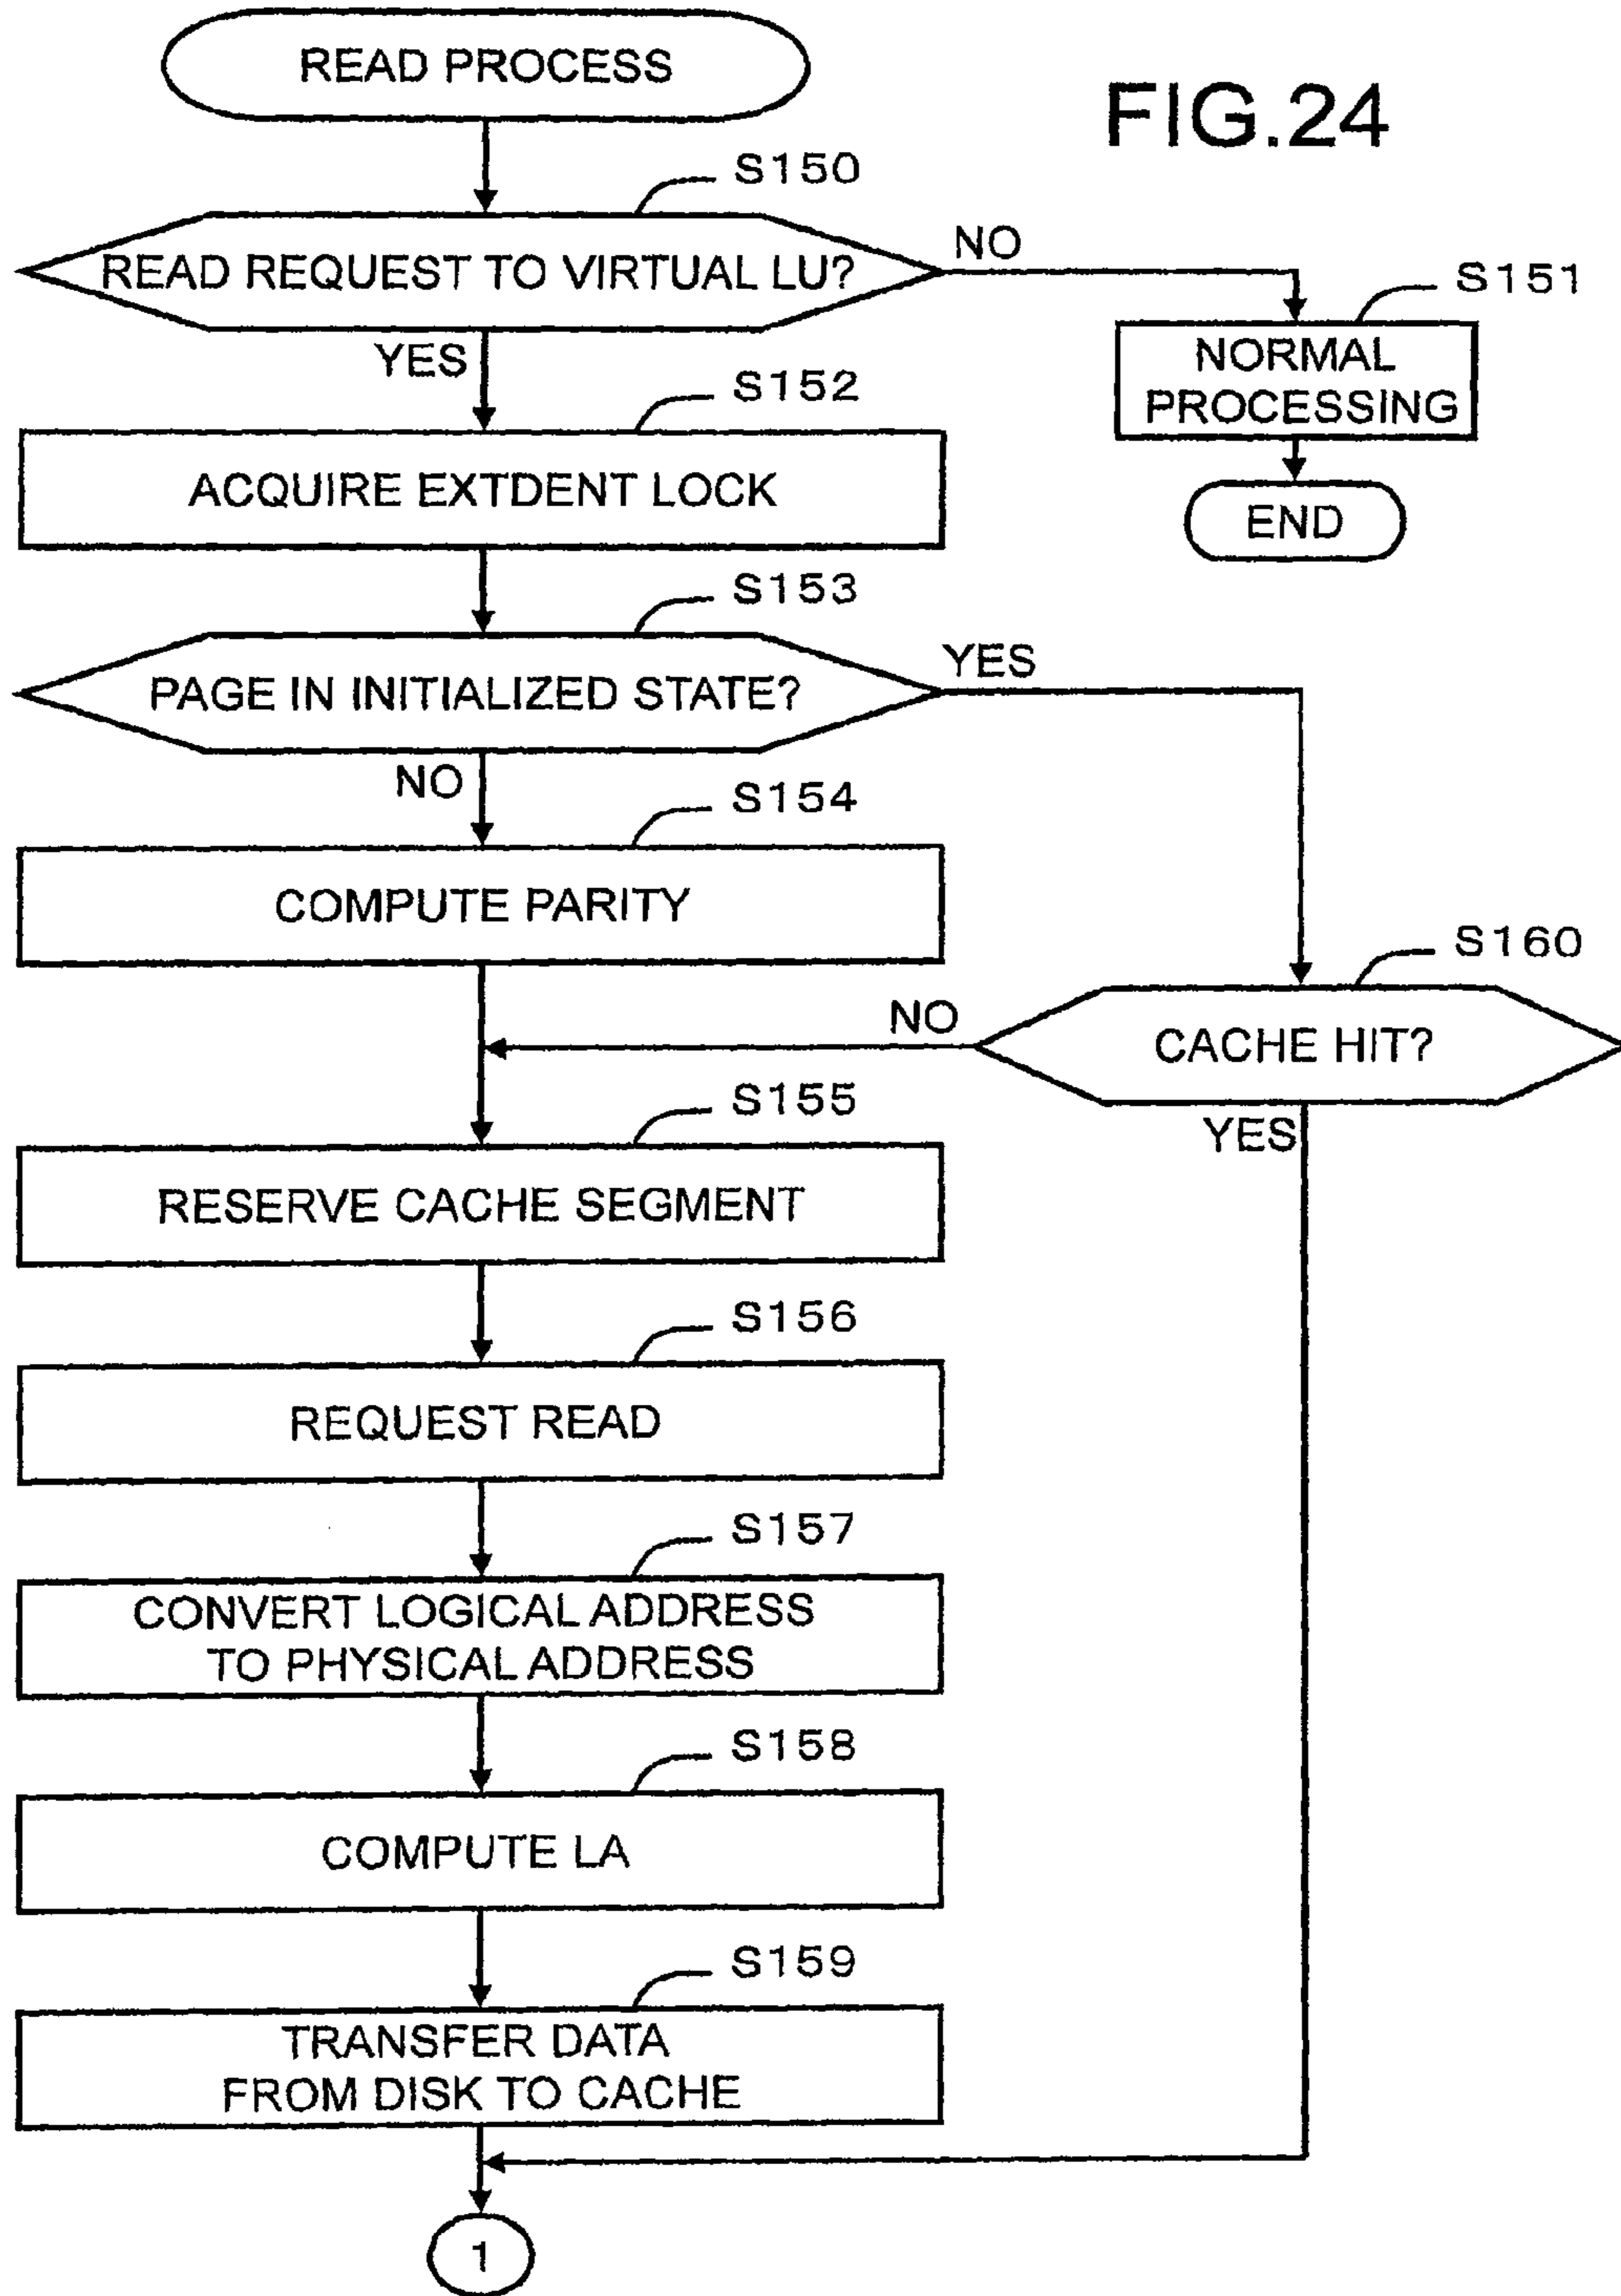 READ PROCESS
FIG.24
S150
READ REQUEST TO VIRTUAL LU?
NO
S151
NORMAL
PROCESSING
END
YES
S152
ACQUIRE EXTDENT LOCK
S153
PAGE IN INITIALIZED STATE?
YES
NO
S154
COMPUTE PARITY
S160
CACHE HIT?
NO
YES
S155
RESERVE CACHE SEGMENT
S156
REQUEST READ
S157
CONVERT LOGICAL ADDRESS
TO PHYSICAL ADDRESS
S158
COMPUTE LA
S159
TRANSFER DATA
FROM DISK TO CACHE
1